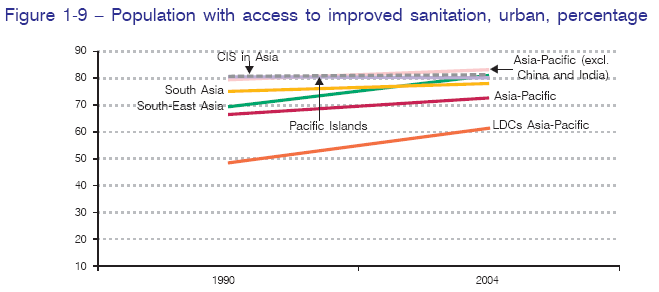 Figure 1-9 – Population with access to improved sanitation, urban, percentage
90
80
70
60
50
40
30
20
10
CIS in Asia
Asia-Pacific (excl.
China and India)
South Asia
South-East Asia
Asia-Pacific
Pacific Islands
LDCs Asia-Pacific
1990
2004